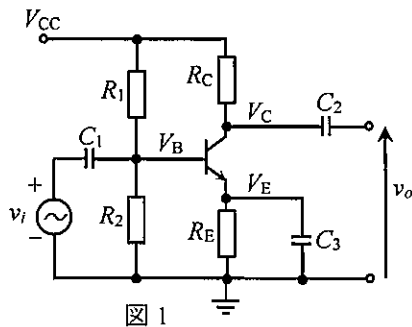 V_CC
R_1
R_C
V_C
C_2
C_1
V_B
+
v_i
−
R_2
V_E
R_E
C_3
v_o
図 1